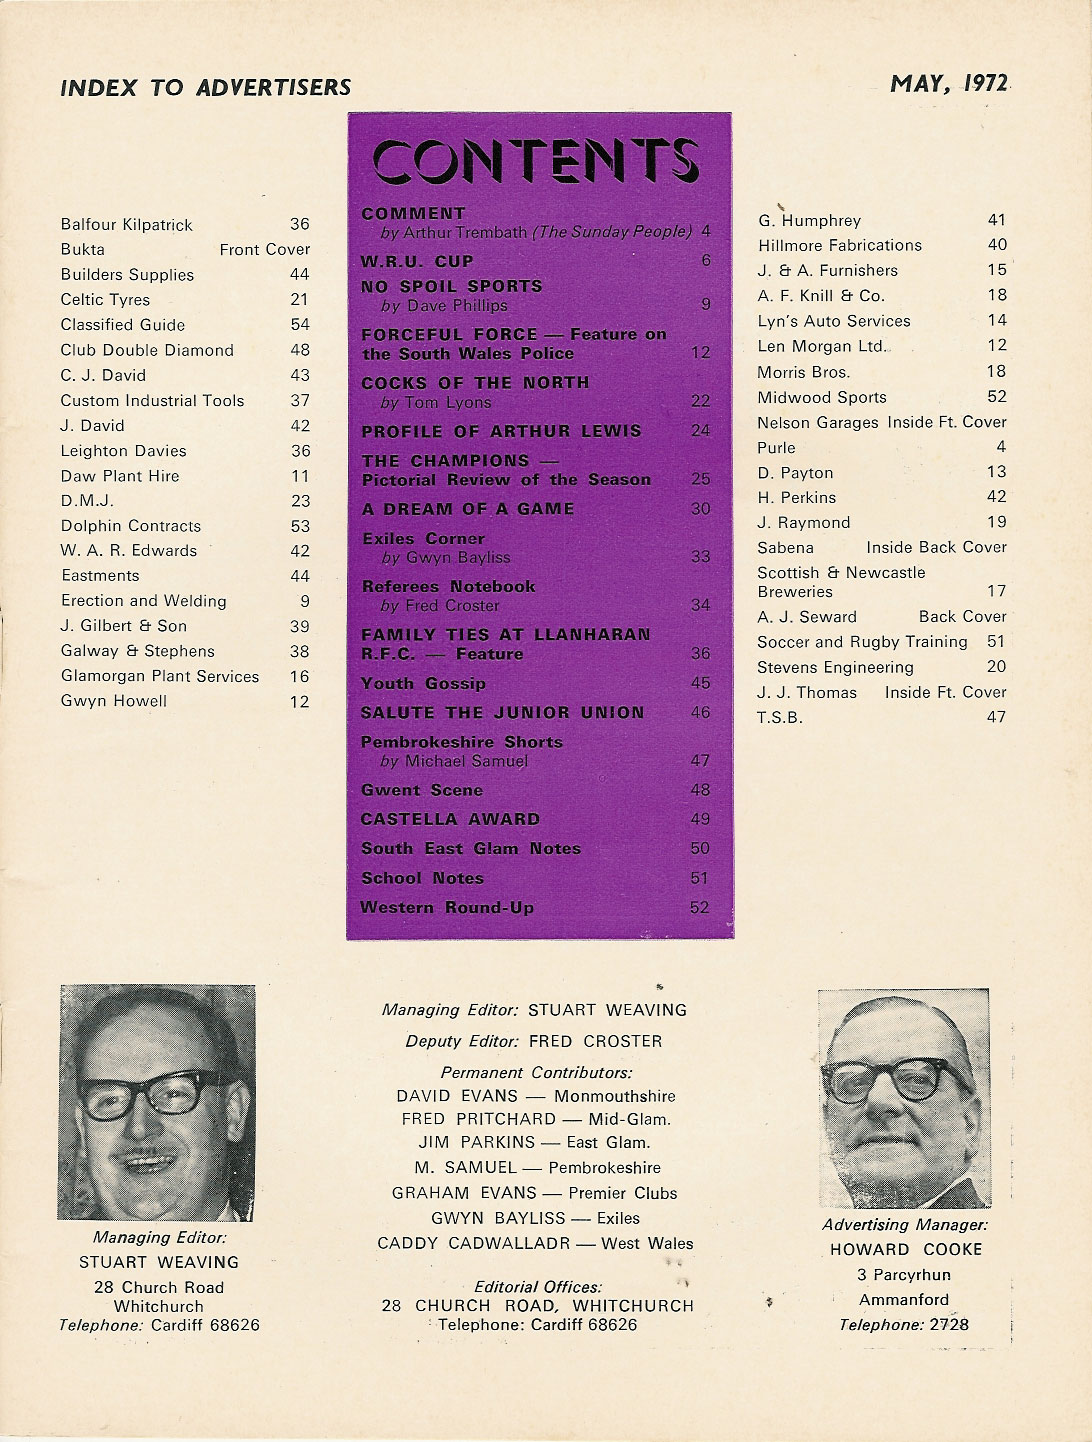 INDEX TO ADVERTISERS
MAY, 1972
Balfour Kilpatrick 36
Bukta Front Cover
Builders Supplies 44
Celtic Tyres 21
Classified Guide 54
Club Double Diamond 48
C. J. David 43
Custom Industrial Tools 37
J. David 42
Leighton Davies 36
Daw Plant Hire 11
D.M.J. 23
Dolphin Contracts 53
W. A. R. Edwards 42
Eastments 44
Erection and Welding 9
J. Gilbert & Son 39
Galway & Stephens 38
Glamorgan Plant Services 16
Gwyn Howell 12
CONTENTS
COMMENT
by Arthur Trembath (The Sunday People) 4
W.R.U. CUP 6
NO SPOIL SPORTS
by Dave Phillips 9
FORCEFUL FORCE — Feature on
the South Wales Police 12
COCKS OF THE NORTH
by Tom Lyons 22
PROFILE OF ARTHUR LEWIS 24
THE CHAMPIONS —
Pictorial Review of the Season 25
A DREAM OF A GAME 30
Exiles Corner
by Gwyn Bayliss 33
Referees Notebook
by Fred Croster 34
FAMILY TIES AT LLANHARAN
R.F.C. — Feature 36
Youth Gossip 45
SALUTE THE JUNIOR UNION 46
Pembrokeshire Shorts
by Michael Samuel 47
Gwent Scene 48
CASTELLA AWARD 49
South East Glam Notes 50
School Notes 51
Western Round-Up 52
G. Humphrey 41
Hillmore Fabrications 40
J. & A. Furnishers 15
A. F. Knill & Co. 18
Lyn's Auto Services 14
Len Morgan Ltd. 12
Morris Bros. 18
Midwood Sports 52
Nelson Garages Inside Ft. Cover
Purle 4
D. Payton 13
H. Perkins 42
J. Raymond 19
Sabena Inside Back Cover
Scottish & Newcastle
Breweries 17
A. J. Seward Back Cover
Soccer and Rugby Training 51
Stevens Engineering 20
J. J. Thomas Inside Ft. Cover
T.S.B. 47
Managing Editor:
STUART WEAVING
28 Church Road
Whitchurch
Telephone: Cardiff 68626
Managing Editor: STUART WEAVING
Deputy Editor: FRED CROSTER
Permanent Contributors:
DAVID EVANS — Monmouthshire
FRED PRITCHARD — Mid-Glam.
JIM PARKINS — East Glam.
M. SAMUEL — Pembrokeshire
GRAHAM EVANS — Premier Clubs
GWYN BAYLISS — Exiles
CADDY CADWALLADR — West Wales
Editorial Offices:
28 CHURCH ROAD, WHITCHURCH
Telephone: Cardiff 68626
Advertising Manager:
HOWARD COOKE
3 Parcyrhun
Ammanford
Telephone: 2728